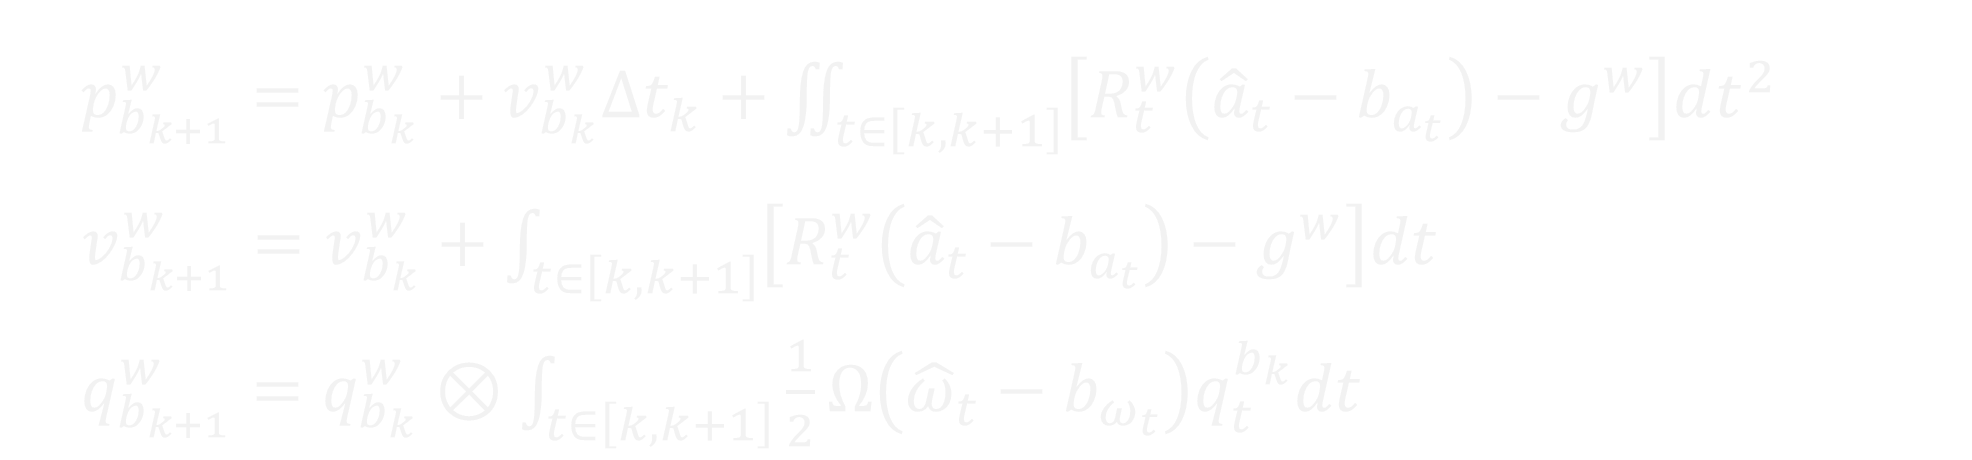 p^w_{b_{k+1}} = p^w_{b_k} + v^w_{b_k} Δt_k + ∬_{t∈[k,k+1]} [R^w_t (â_t − b_{a_t}) − g^w] dt^2
v^w_{b_{k+1}} = v^w_{b_k} + ∫_{t∈[k,k+1]} [R^w_t (â_t − b_{a_t}) − g^w] dt
q^w_{b_{k+1}} = q^w_{b_k} ⊗ ∫_{t∈[k,k+1]} \frac{1}{2} Ω(ω̂_t − b_{ω_t}) q^{b_k}_t dt